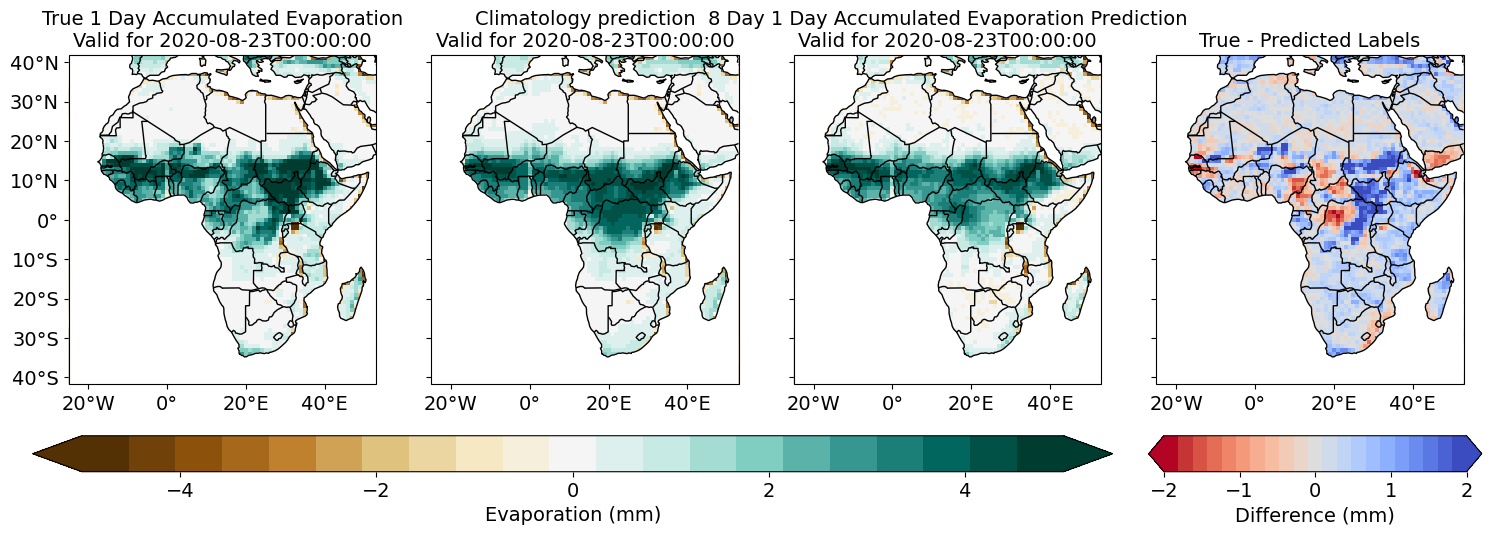 True 1 Day Accumulated Evaporation
Valid for 2020-08-23T00:00:00
Climatology prediction  8 Day 1 Day Accumulated Evaporation Prediction
Valid for 2020-08-23T00:00:00
Valid for 2020-08-23T00:00:00
True - Predicted Labels
40°N
30°N
20°N
10°N
0°
10°S
20°S
30°S
40°S
20°W 0° 20°E 40°E
20°W 0° 20°E 40°E
20°W 0° 20°E 40°E
20°W 0° 20°E 40°E
−4 −2 0 2 4
Evaporation (mm)
−2 −1 0 1 2
Difference (mm)